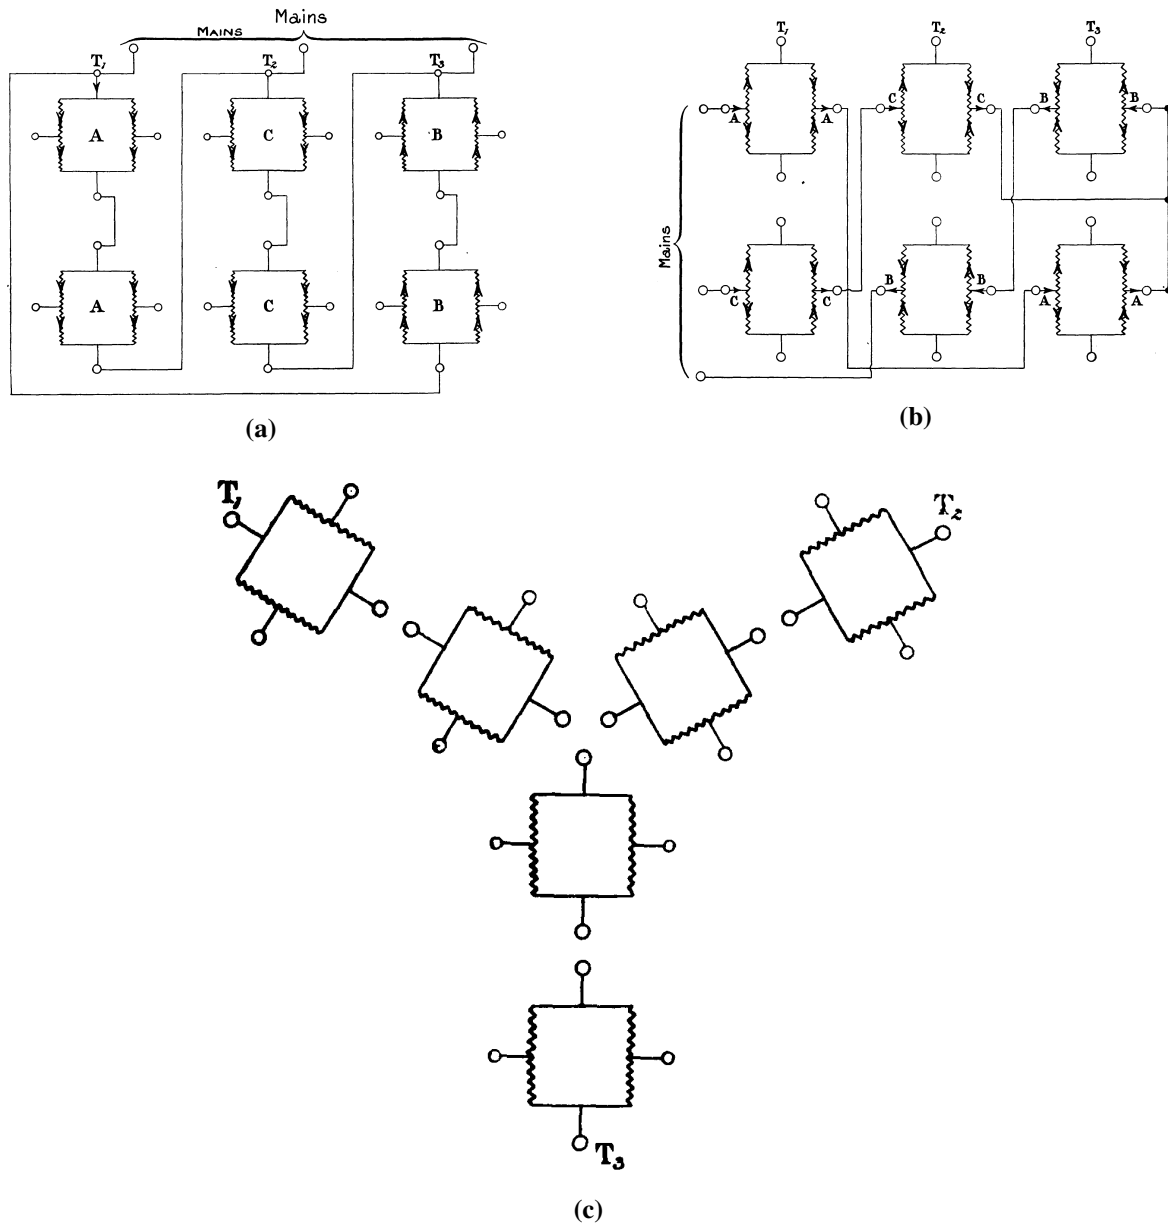 Mains
MAINS
T1 T2 T3
A C B
A C B
(a)
T1 T2 T3
A A C C B B
Mains
C C B B A A
(b)
T1 T2
T3
(c)